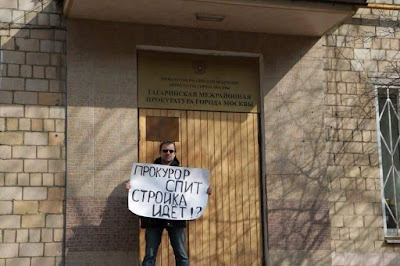 ГАГАРИНСКАЯ МЕЖРАЙОННАЯ
ПРОКУРАТУРА ГОРОДА МОСКВЫ
ПРОКУРОР
СПИТ
СТРОЙКА
ИДЕТ!?